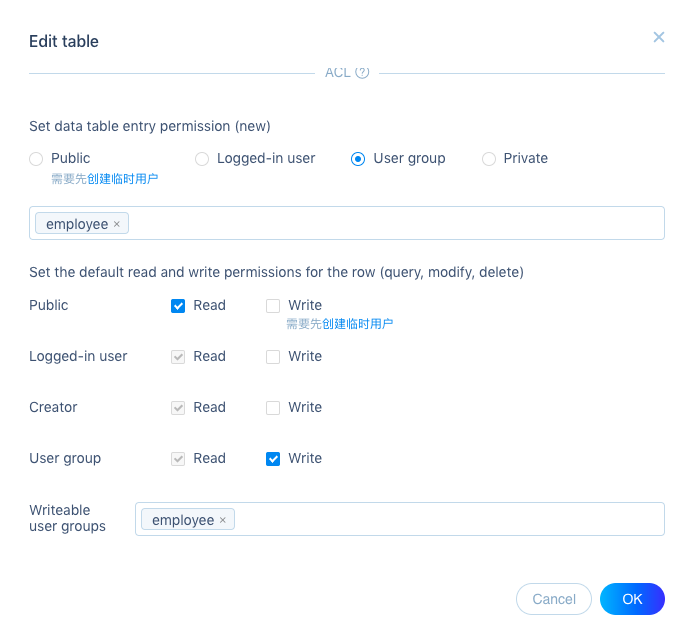 Edit table
ACL
Set data table entry permission (new)
Public Logged-in user User group Private
需要先创建临时用户
employee ×
Set the default read and write permissions for the row (query, modify, delete)
Public Read Write
需要先创建临时用户
Logged-in user Read Write
Creator Read Write
User group Read Write
Writeable
user groups
employee ×
Cancel OK